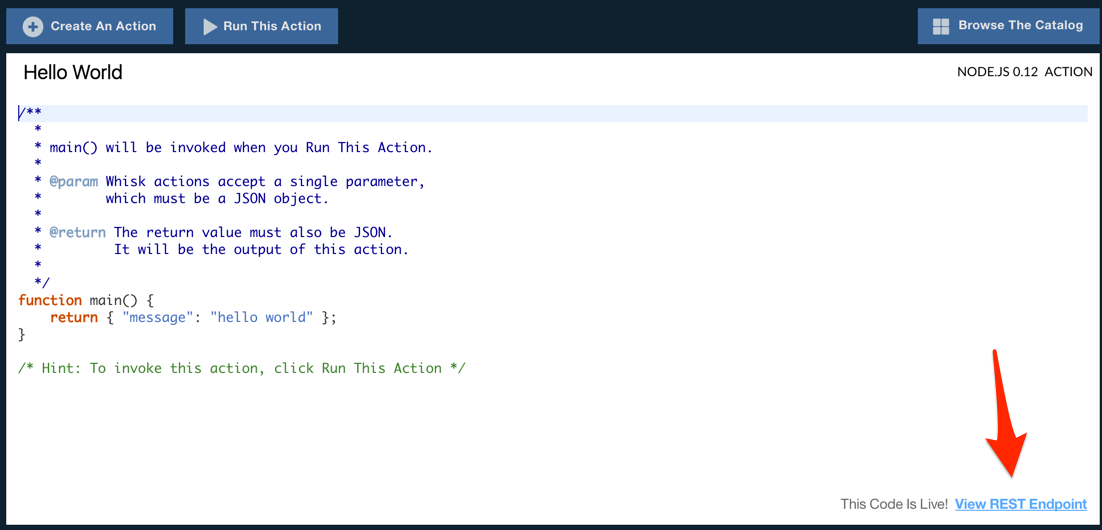 Create An Action
Run This Action
Browse The Catalog
Hello World
NODE.JS 0.12 ACTION
/**
 *
 * main() will be invoked when you Run This Action.
 *
 * @param Whisk actions accept a single parameter,
 *        which must be a JSON object.
 *
 * @return The return value must also be JSON.
 *         It will be the output of this action.
 *
 */
function main() {
    return { "message": "hello world" };
}
/* Hint: To invoke this action, click Run This Action */
This Code Is Live! View REST Endpoint